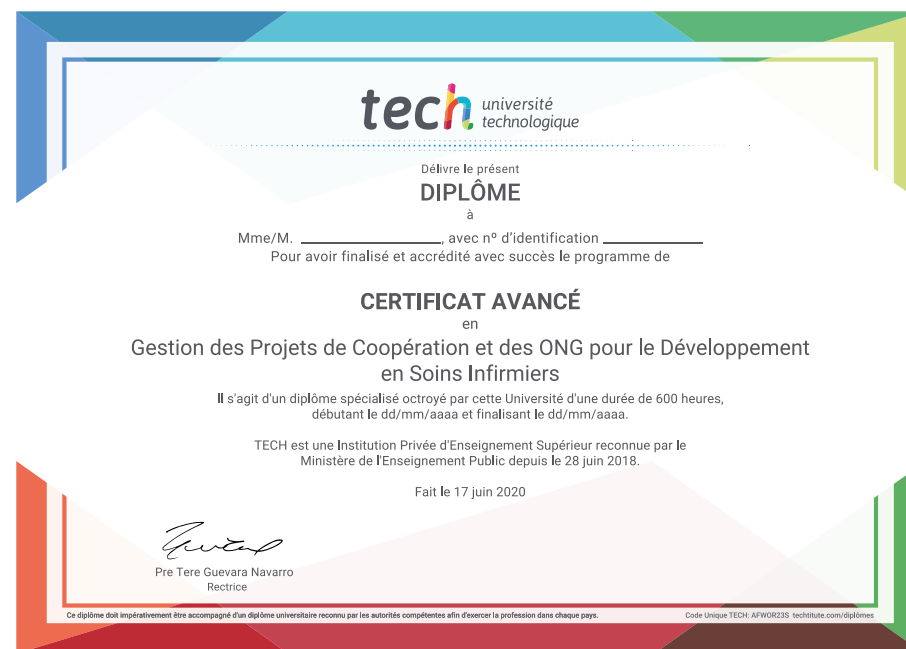 tech université
technologique
Délivre le présent
DIPLÔME
à
Mme/M. ____________________, avec nº d'identification ______________
Pour avoir finalisé et accrédité avec succès le programme de
CERTIFICAT AVANCÉ
en
Gestion des Projets de Coopération et des ONG pour le Développement
en Soins Infirmiers
Il s'agit d'un diplôme spécialisé octroyé par cette Université d'une durée de 600 heures,
débutant le dd/mm/aaaa et finalisant le dd/mm/aaaa.
TECH est une Institution Privée d'Enseignement Supérieur reconnue par le
Ministère de l'Enseignement Public depuis le 28 juin 2018.
Fait le 17 juin 2020
Pre Tere Guevara Navarro
Rectrice
Ce diplôme doit impérativement être accompagné d'un diplôme universitaire reconnu par les autorités compétentes afin d'exercer la profession dans chaque pays.
Code Unique TECH: AFWOR23S techtitute.com/diplômes